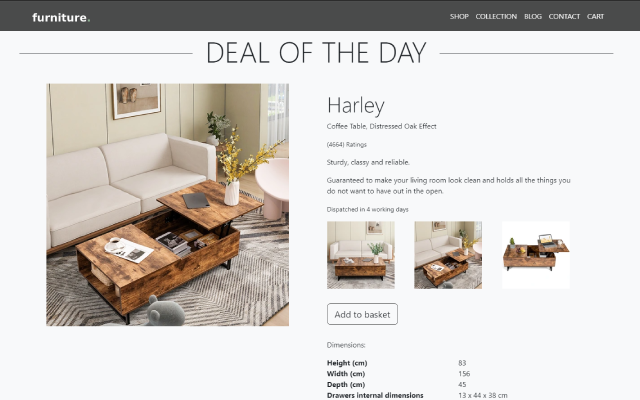 furniture.
SHOP COLLECTION BLOG CONTACT CART
DEAL OF THE DAY
Harley
Coffee Table, Distressed Oak Effect
(4664) Ratings
Sturdy, classy and reliable.
Guaranteed to make your living room look clean and holds all the things you
do not want to have out in the open.
Dispatched in 4 working days
Add to basket
Dimensions:
Height (cm) 83
Width (cm) 156
Depth (cm) 45
Drawers internal dimensions 13 x 44 x 38 cm